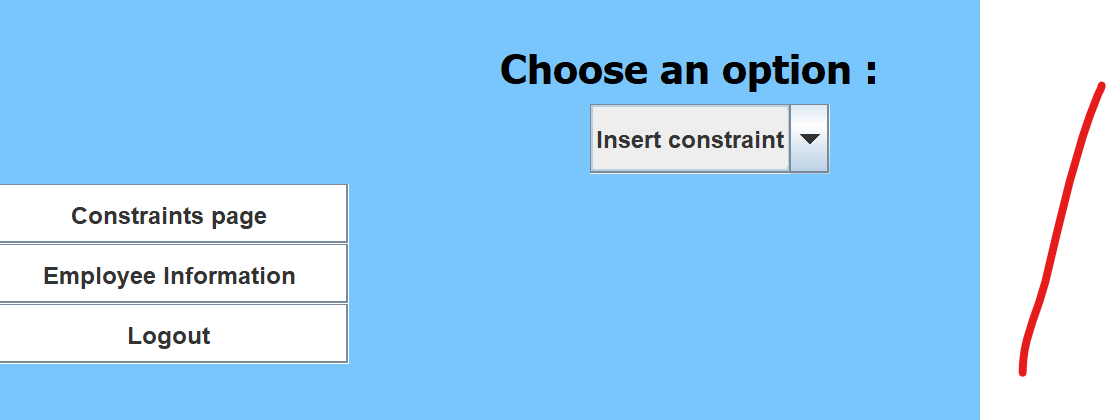 Choose an option :
Insert constraint
Constraints page
Employee Information
Logout